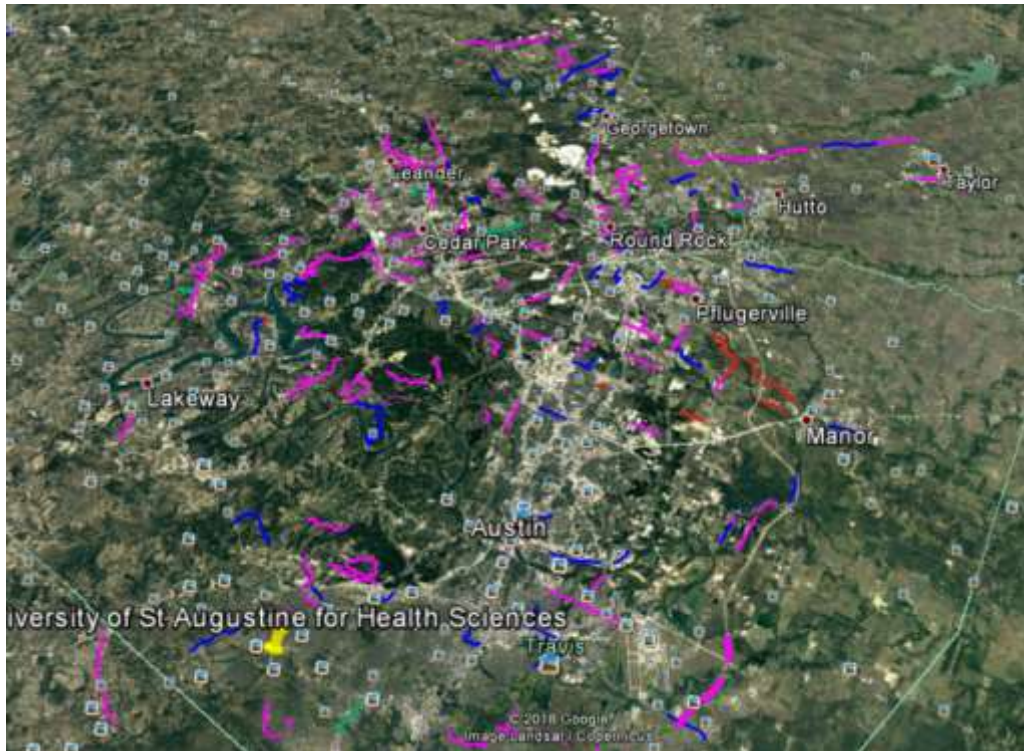 Georgetown
Leander
Taylor
Hutto
Cedar Park
Round Rock
Pflugerville
Lakeway
Manor
Austin
iversity of St Augustine for Health Sciences
Travis
© 2018 Google
Image Landsat / Copernicus